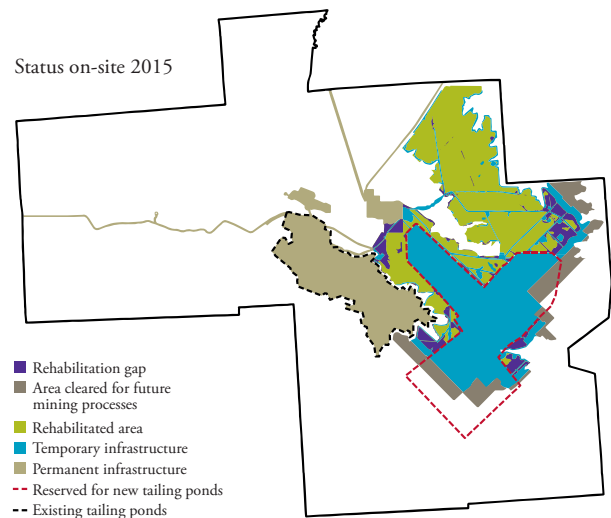 Status on-site 2015
Rehabilitation gap
Area cleared for future
mining processes
Rehabilitated area
Temporary infrastructure
Permanent infrastructure
Reserved for new tailing ponds
Existing tailing ponds